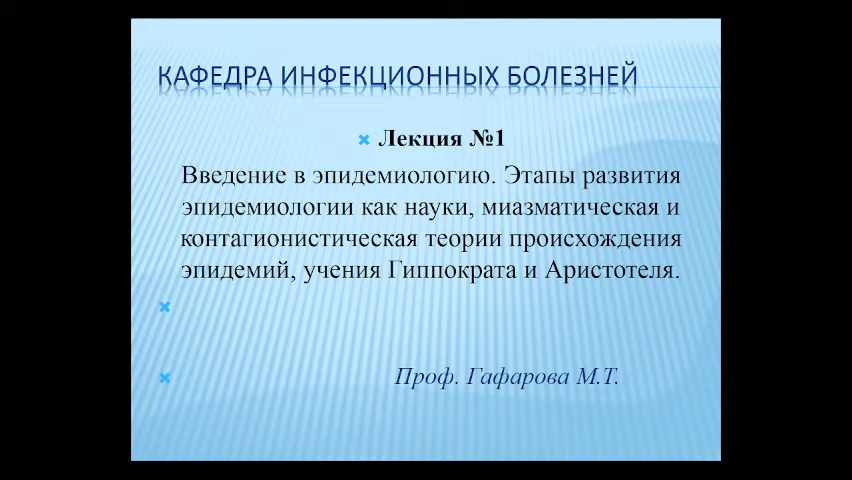 КАФЕДРА ИНФЕКЦИОННЫХ БОЛЕЗНЕЙ
Лекция №1
Введение в эпидемиологию. Этапы развития
эпидемиологии как науки, миазматическая и
контагионистическая теории происхождения
эпидемий, учения Гиппократа и Аристотеля.
Проф. Гафарова М.Т.